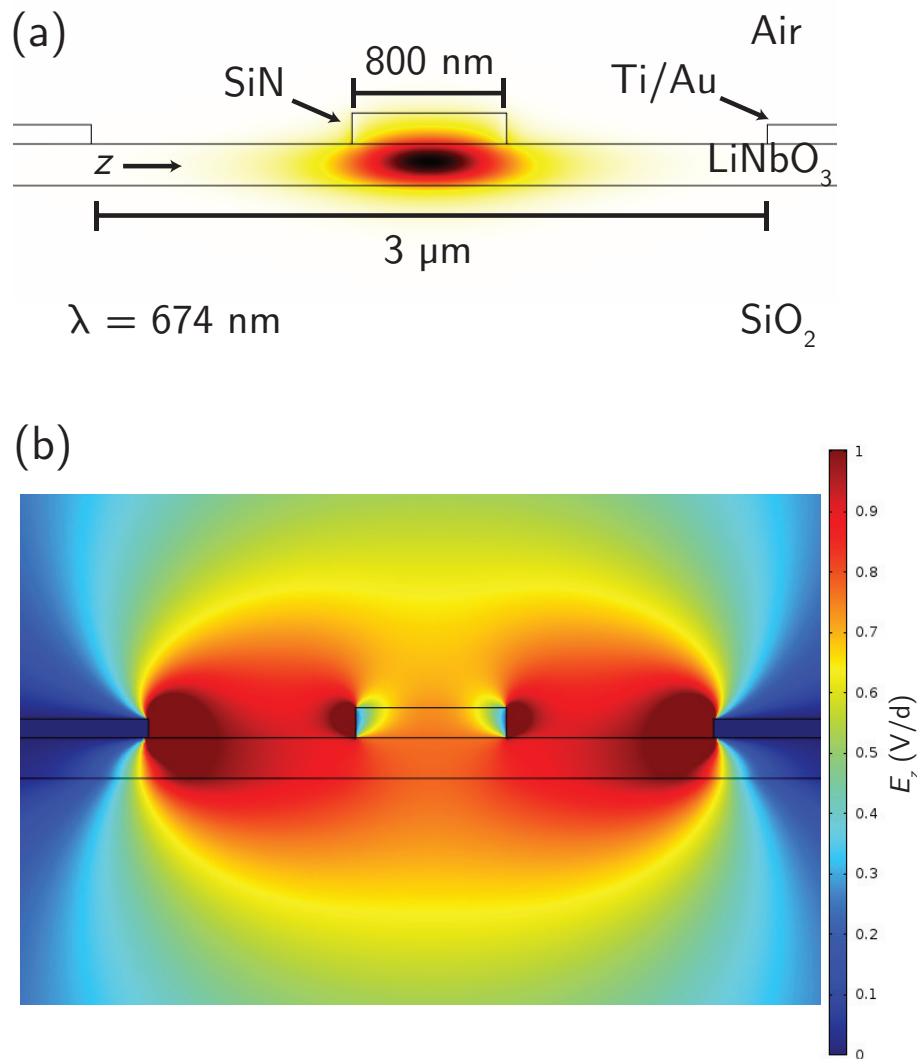 (a)
Air
800 nm
SiN
Ti/Au
z
LiNbO₃
3 µm
λ = 674 nm
SiO₂
(b)
1
0.9
0.8
0.7
0.6
0.5
0.4
0.3
0.2
0.1
0
E_z (V/d)